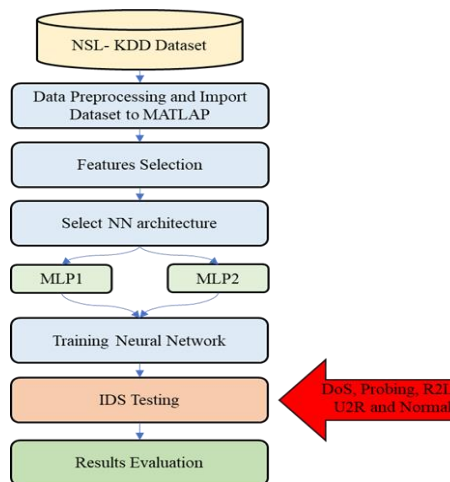 NSL- KDD Dataset
Data Preprocessing and Import
Dataset to MATLAP
Features Selection
Select NN architecture
MLP1
MLP2
Training Neural Network
IDS Testing
DoS, Probing,
U2R and Normal
Results Evaluation